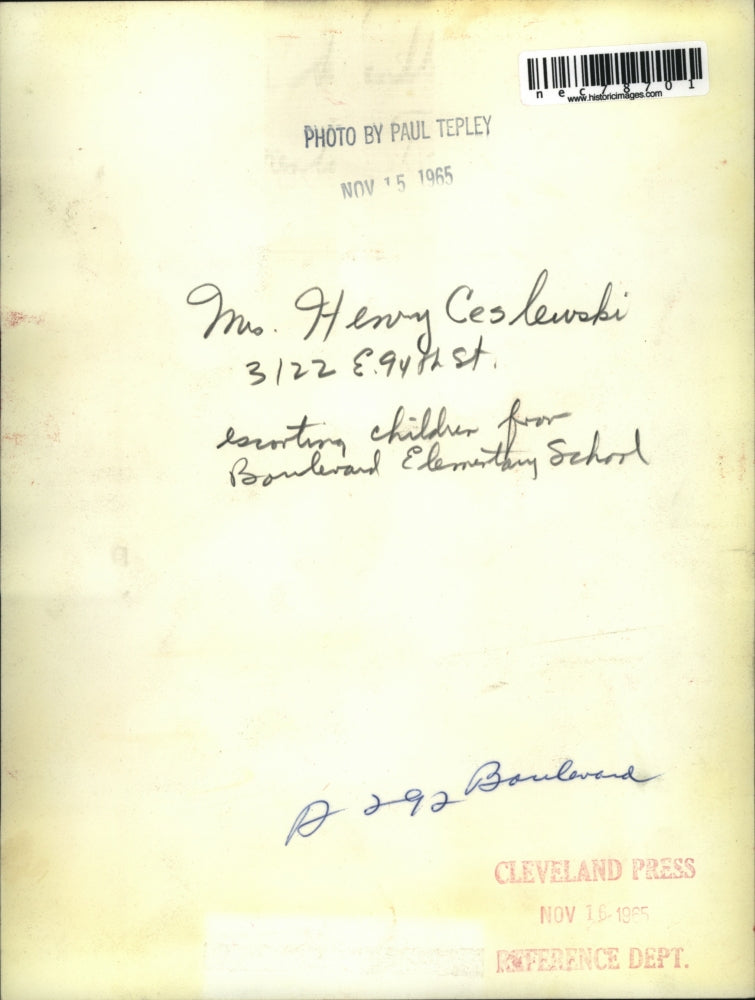 nec78701
www.historicimages.com
PHOTO BY PAUL TEPLEY
NOV 15 1965
Mrs. Henry Ceslewski
3122 E. 94th St.
escorting children from
Boulevard Elementary School
292 Boulevard
CLEVELAND PRESS
NOV 16 1965
REFERENCE DEPT.